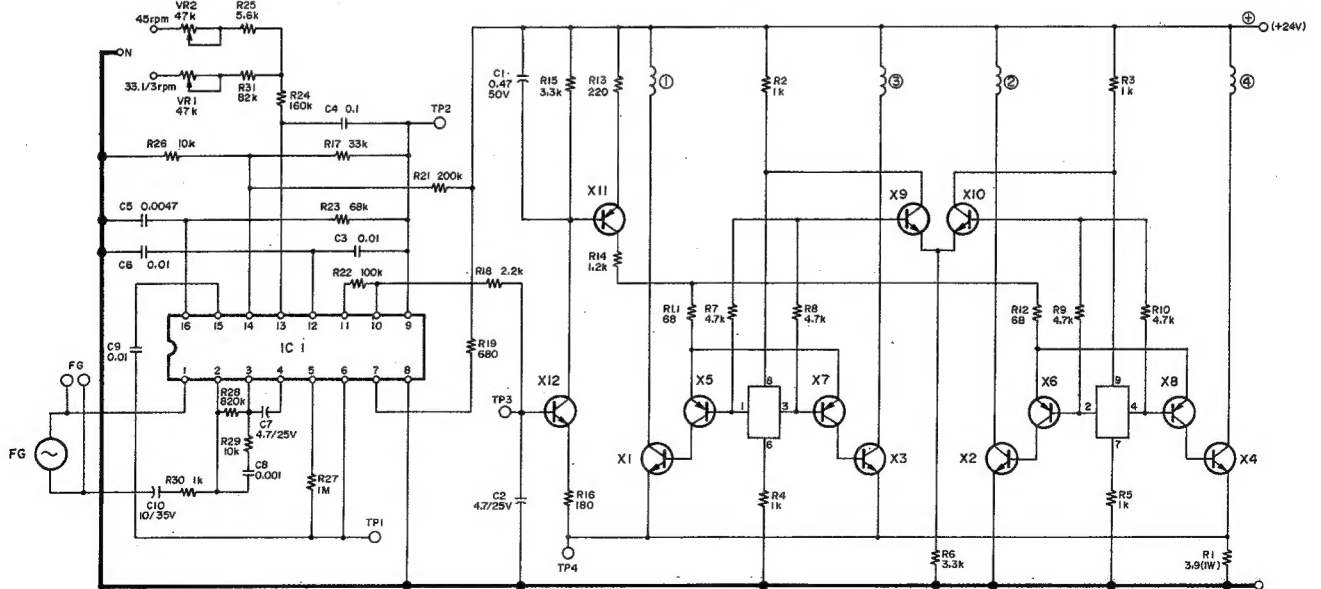 VR2
47k
R25
5.6k
45rpm
N
33.1/3rpm
VR1
47k
R31
82k
R24
160k
C4 0.1
TP2
R26 10k
R17 33k
R21 200k
C5 0.0047
R23 68k
C6
0.01
C3 0.01
R22 100k
R18 2.2k
16 15 14 13 12 11 10 9
IC 1
1 2 3 4 5 6 7 8
C9
0.01
FG
FG
R28
820k
C7
4.7/25V
R29
10k
C8
0.001
R30 1k
C10
10/35V
R27
1M
TP1
R19
680
TP3
C2
4.7/25V
X12
R16
180
TP4
C1
0.47
50V
R15
3.3k
R13
220
X11
R14
1.2k
①
R2
1k
③
②
R3
1k
④
⊕ (+24V)
X9
X10
R11
68
R7
4.7k
R8
4.7k
R12
68
R9
4.7k
R10
4.7k
X5
8
1 3
6
X7
X6
9
2 4
7
X8
X1
X3
X2
X4
R4
1k
R5
1k
R6
3.3k
R1
3.9(1W)